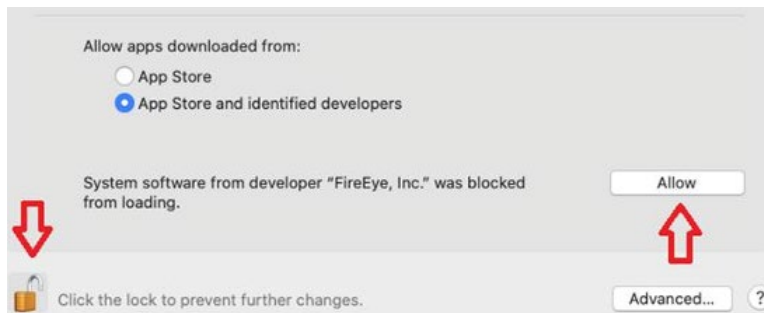 Allow apps downloaded from:
App Store
App Store and identified developers
System software from developer “FireEye, Inc.” was blocked
from loading.
Allow
Click the lock to prevent further changes.
Advanced...
?